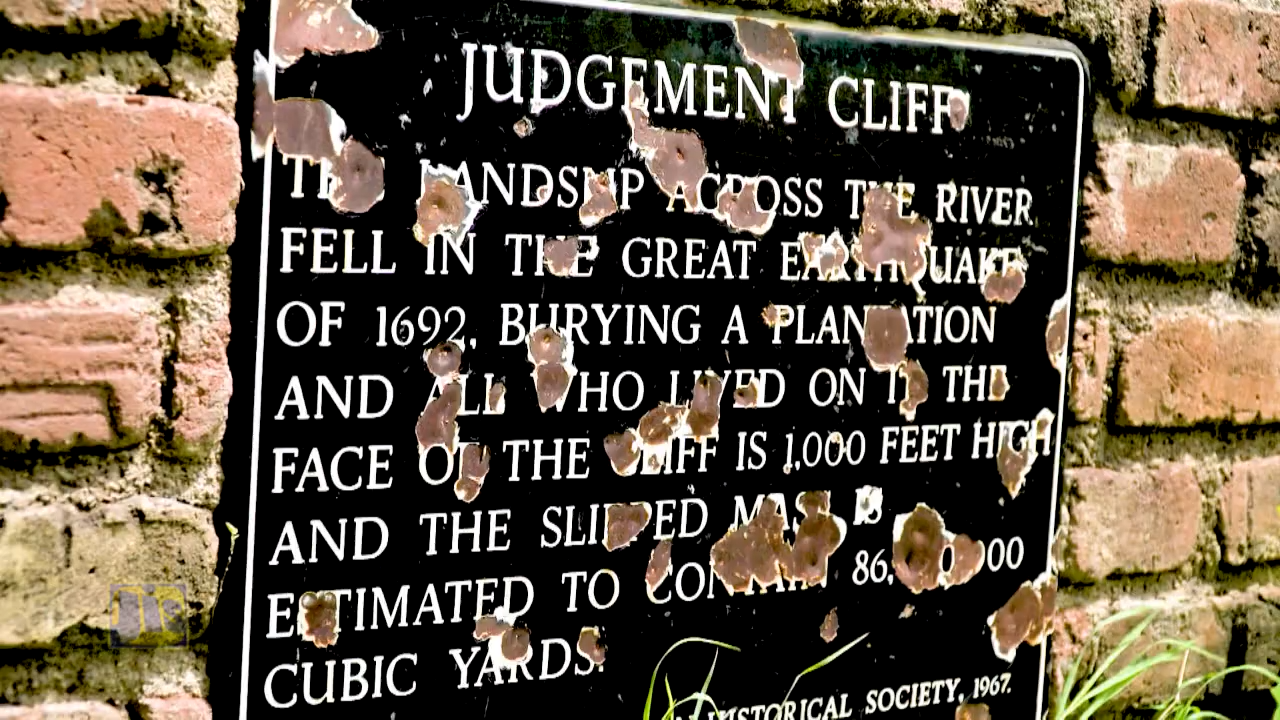 JUDGEMENT CLIFF
THE LANDSLIP ACROSS THE RIVER
FELL IN THE GREAT EARTHQUAKE
OF 1692, BURYING A PLANTATION
AND ALL WHO LIVED ON IT. THE
FACE OF THE CLIFF IS 1,000 FEET HIGH
AND THE SLIPPED MASS IS
ESTIMATED TO CONTAIN 86,000,000
CUBIC YARDS.
HISTORICAL SOCIETY, 1967.
JIS